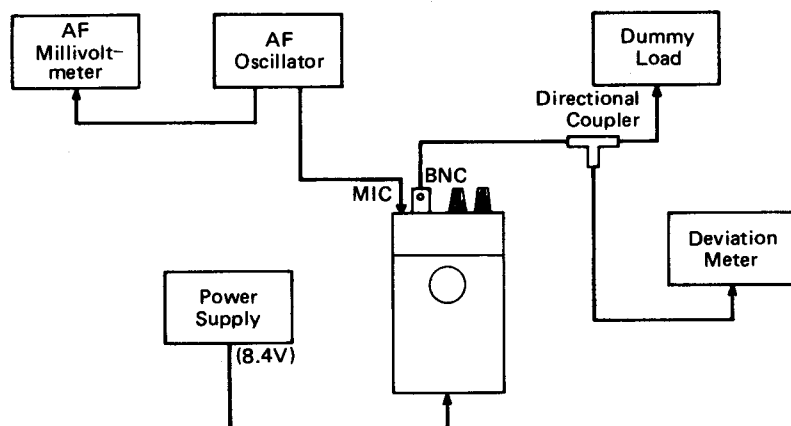 AF
Millivolt-
meter
AF
Oscillator
Dummy
Load
Directional
Coupler
MIC
BNC
Deviation
Meter
Power
Supply
(8.4V)